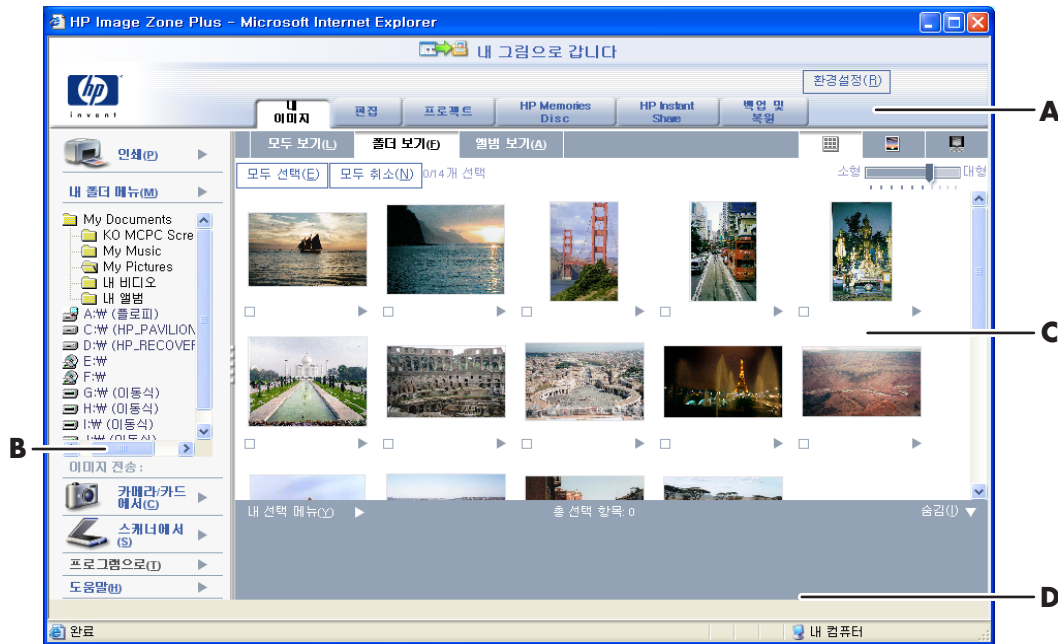 HP Image Zone Plus - Microsoft Internet Explorer
내 그림으로 갑니다
hp
invent
환경설정(R)
A
내 이미지
편집
프로젝트
HP Memories Disc
HP Instant Share
백업 및 복원
인쇄(P)
모두 보기(L)
폴더 보기(F)
앨범 보기(A)
모두 선택(E)
모두 취소(N)
0/14개 선택
소형
대형
내 폴더 메뉴(M)
My Documents
KO MCPC Scre
My Music
My Pictures
내 비디오
내 앨범
A:₩ (플로피)
C:₩ (HP_PAVILION
D:₩ (HP_RECOVER
E:₩
F:₩
G:₩ (이동식)
H:₩ (이동식)
I:₩ (이동식)
C
B
이미지 전송:
카메라/카드
에서(C)
스캐너에서
(S)
프로그램으로(T)
도움말(H)
내 선택 메뉴(Y)
총 선택 항목: 0
숨김(I)
D
완료
내 컴퓨터